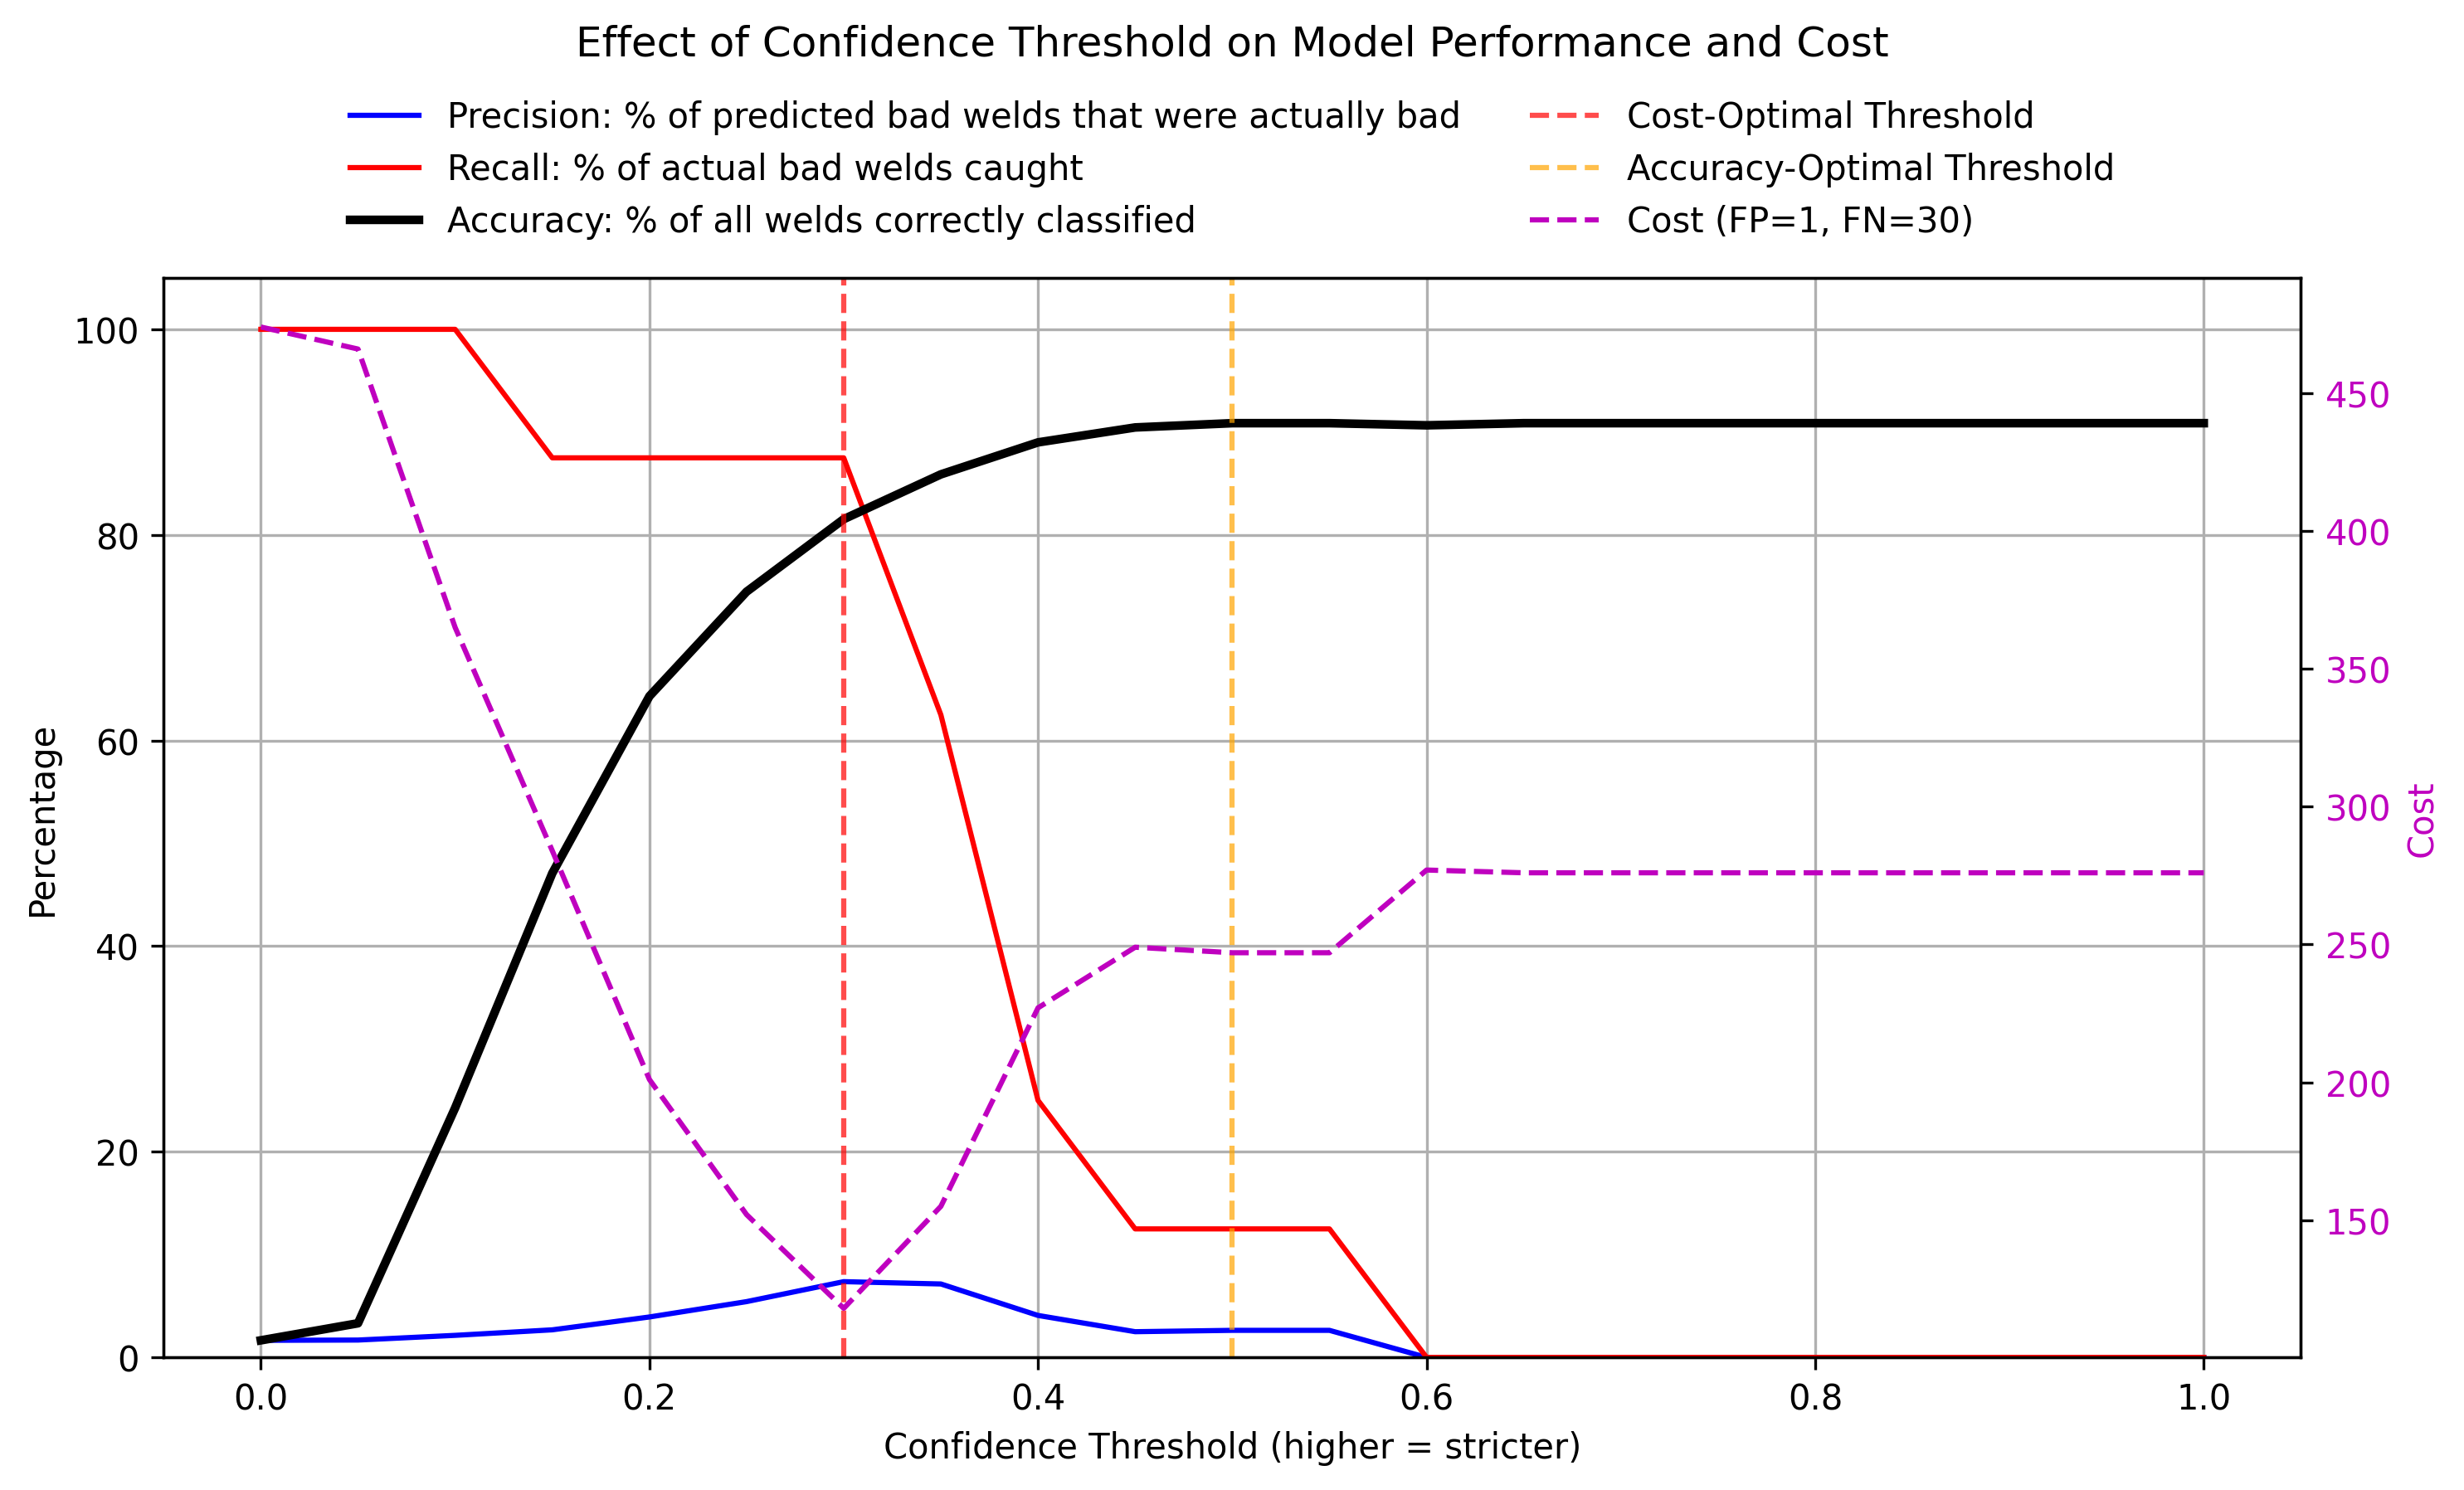 Effect of Confidence Threshold on Model Performance and Cost
Precision: % of predicted bad welds that were actually bad
Recall: % of actual bad welds caught
Accuracy: % of all welds correctly classified
Cost-Optimal Threshold
Accuracy-Optimal Threshold
Cost (FP=1, FN=30)
Percentage
100
80
60
40
20
0
450
400
350
300
250
200
150
Cost
0.0
0.2
0.4
0.6
0.8
1.0
Confidence Threshold (higher = stricter)